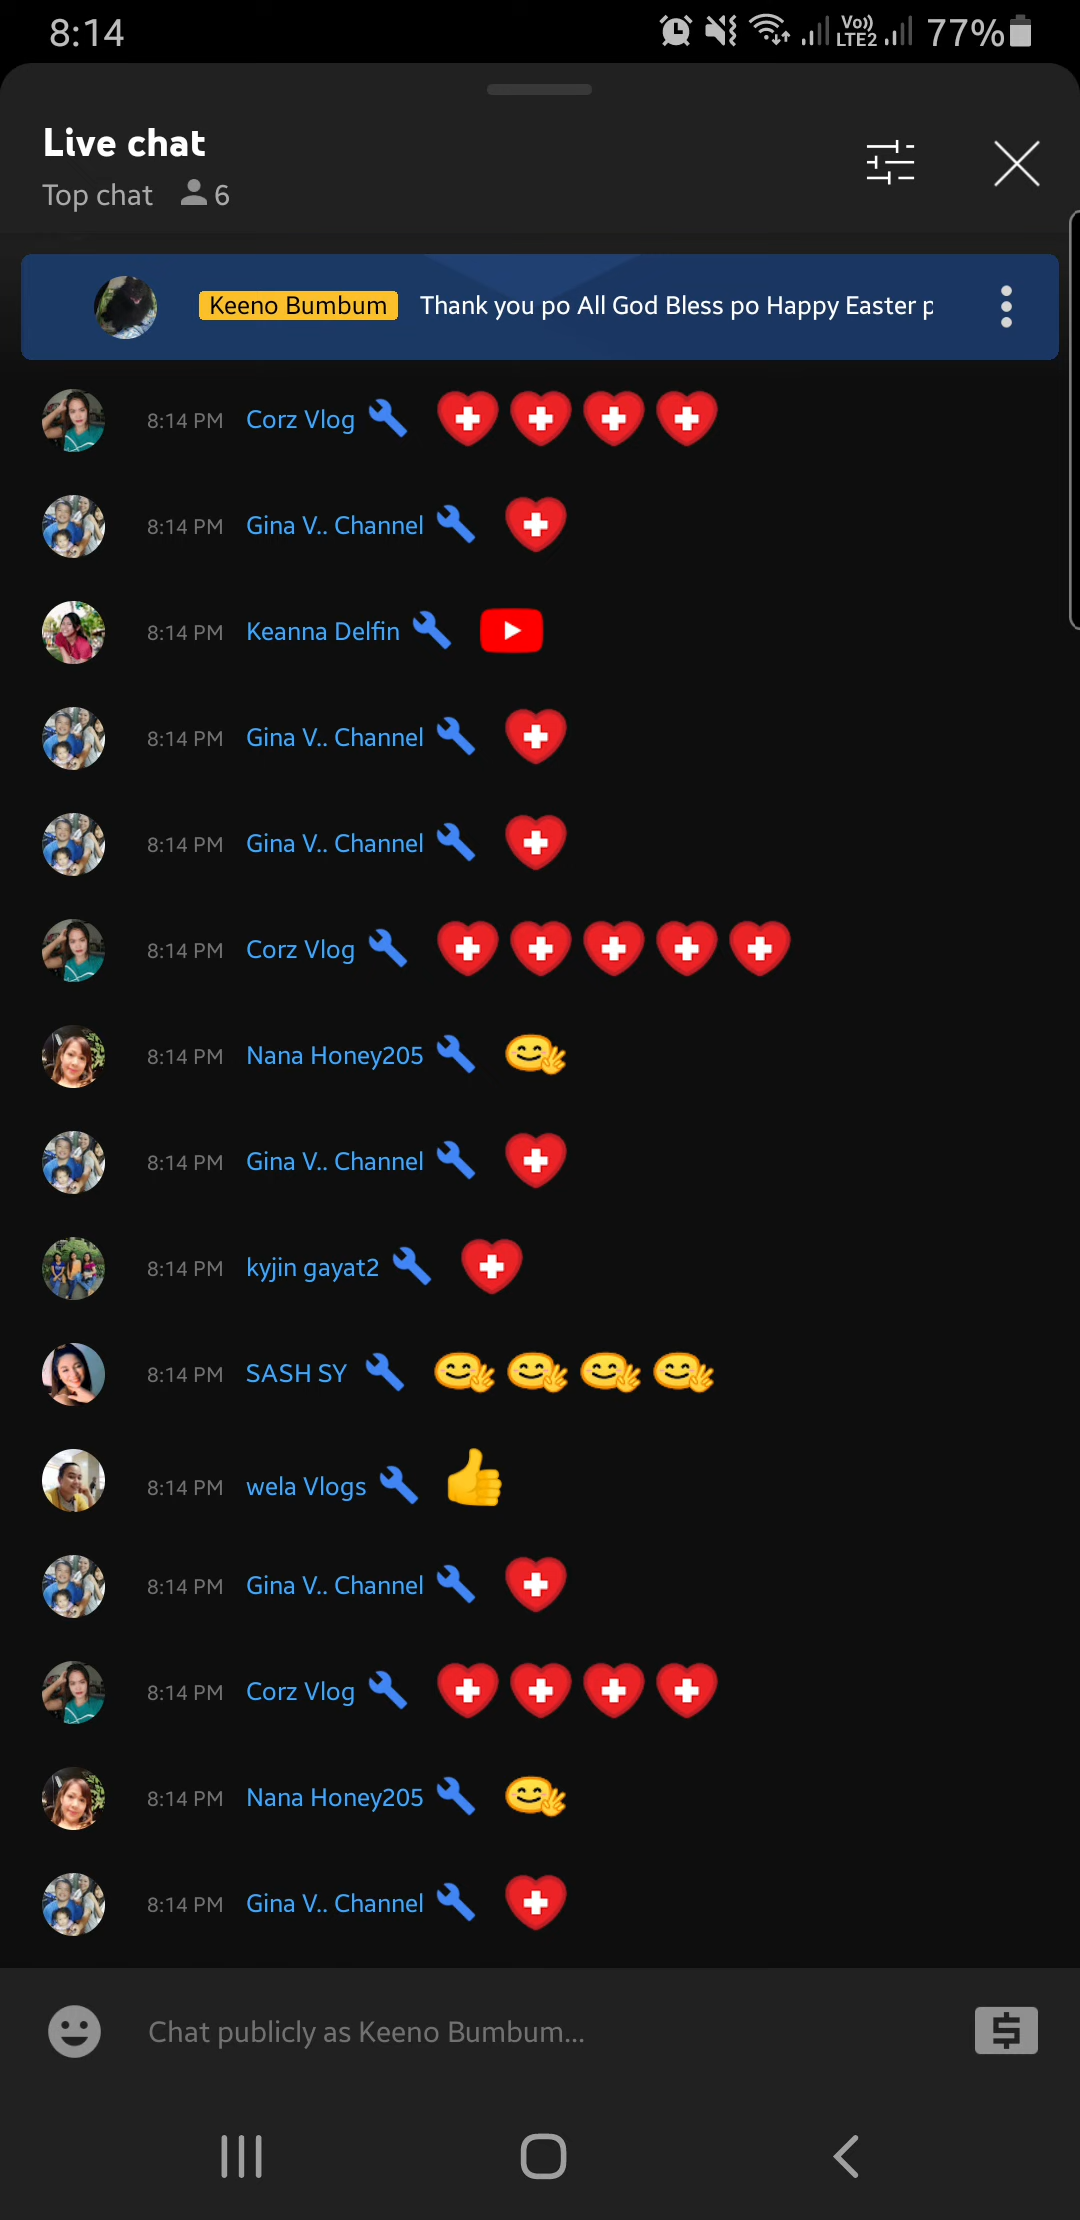 8:14
Vo)) LTE2 77%
Live chat
Top chat 6
Keeno Bumbum Thank you po All God Bless po Happy Easter p
8:14 PM Corz Vlog
8:14 PM Gina V.. Channel
8:14 PM Keanna Delfin
8:14 PM Gina V.. Channel
8:14 PM Gina V.. Channel
8:14 PM Corz Vlog
8:14 PM Nana Honey205
8:14 PM Gina V.. Channel
8:14 PM kyjin gayat2
8:14 PM SASH SY
8:14 PM wela Vlogs
8:14 PM Gina V.. Channel
8:14 PM Corz Vlog
8:14 PM Nana Honey205
8:14 PM Gina V.. Channel
Chat publicly as Keeno Bumbum...